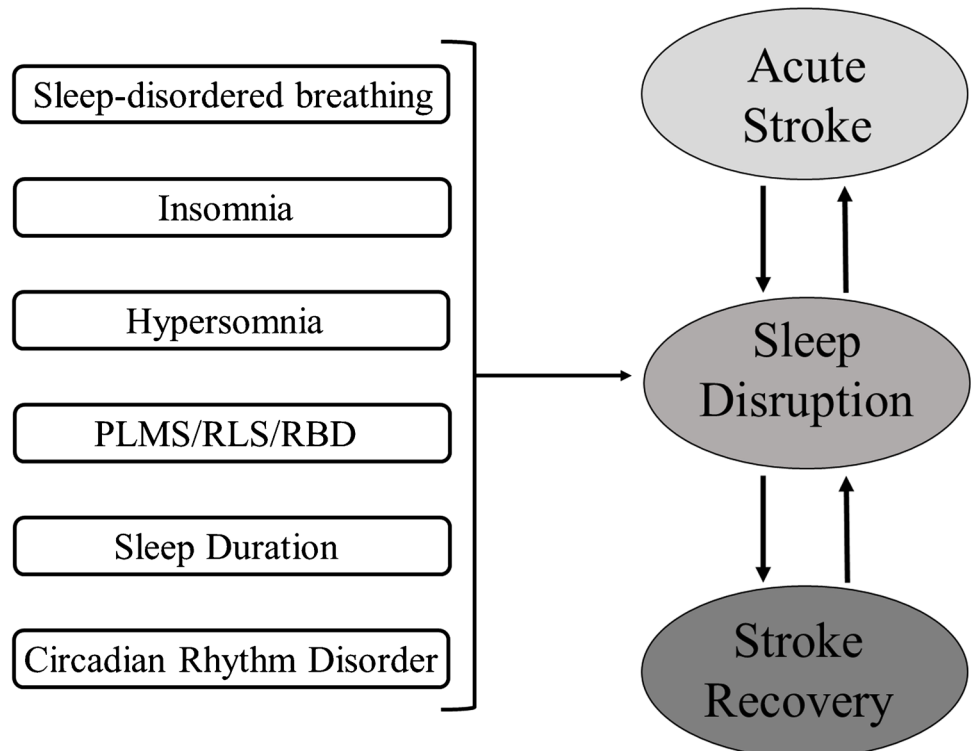 Sleep-disordered breathing
Insomnia
Hypersomnia
PLMS/RLS/RBD
Sleep Duration
Circadian Rhythm Disorder
Acute
Stroke
Sleep
Disruption
Stroke
Recovery